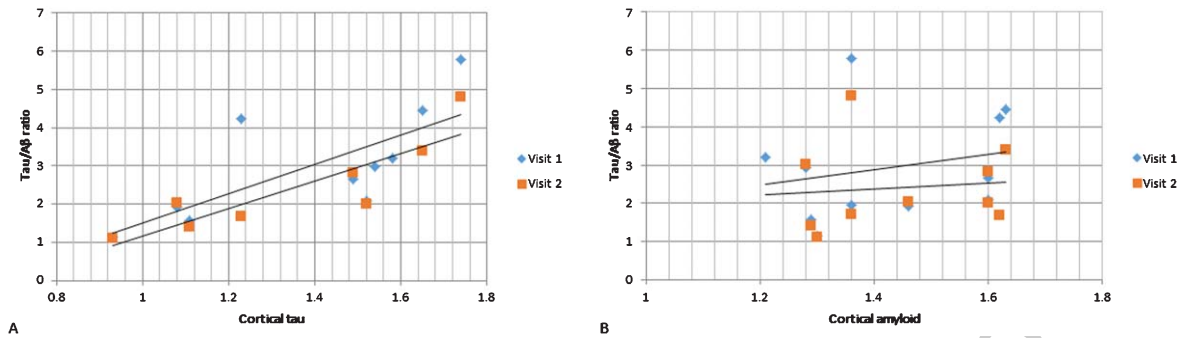 7
6
5
4
3
2
1
0
Tau/Aβ ratio
0.8 1 1.2 1.4 1.6 1.8
Cortical tau
Visit 1
Visit 2
A
7
6
5
4
3
2
1
0
Tau/Aβ ratio
1 1.2 1.4 1.6 1.8
Cortical amyloid
Visit 1
Visit 2
B